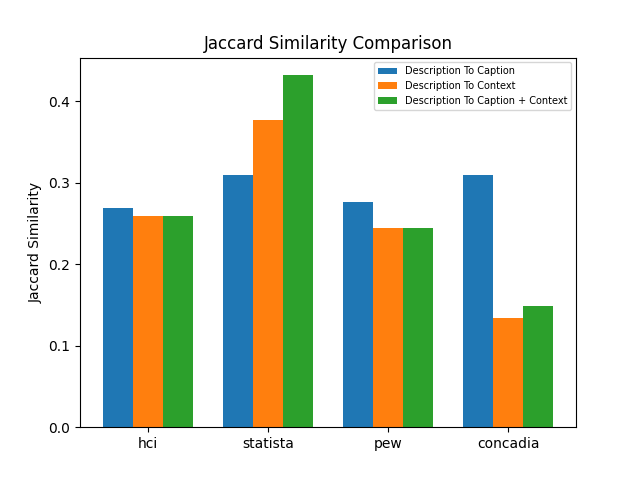 Jaccard Similarity Comparison
Description To Caption
Description To Context
Description To Caption + Context
Jaccard Similarity
0.4
0.3
0.2
0.1
0.0
hci
statista
pew
concadia